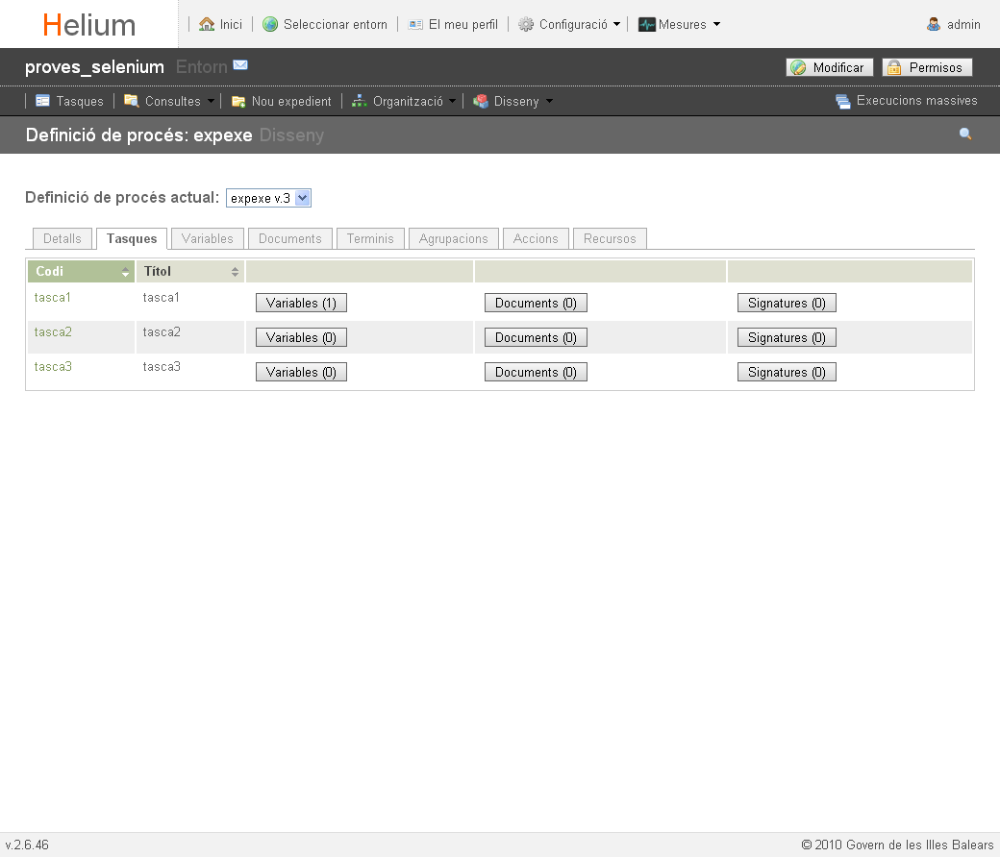 Helium
Inici Seleccionar entorn El meu perfil Configuració Mesures admin
proves_selenium Entorn Modificar Permisos
Tasques Consultes Nou expedient Organització Disseny Execucions massives
Definició de procés: expexe Disseny
Definició de procés actual: expexe v.3
Detalls Tasques Variables Documents Terminis Agrupacions Accions Recursos
Codi Títol
tasca1 tasca1 Variables (1) Documents (0) Signatures (0)
tasca2 tasca2 Variables (0) Documents (0) Signatures (0)
tasca3 tasca3 Variables (0) Documents (0) Signatures (0)
v.2.6.46 © 2010 Govern de les Illes Balears